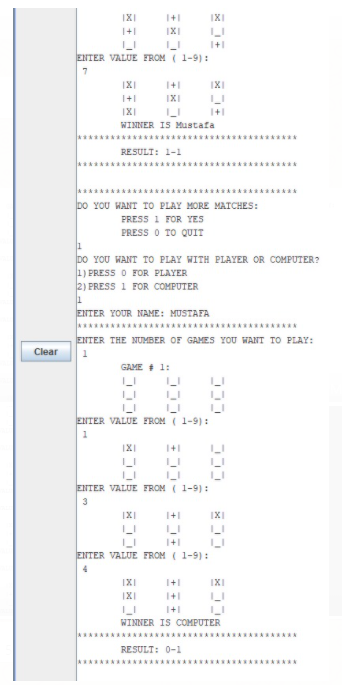 |X| |+| |X|
|+| |X| |_|
|_| |_| |+|
ENTER VALUE FROM ( 1-9):
7
|X| |+| |X|
|+| |X| |_|
|X| |_| |+|
WINNER IS Mustafa
****************************************
RESULT: 1-1
****************************************
****************************************
DO YOU WANT TO PLAY MORE MATCHES:
PRESS 1 FOR YES
PRESS 0 TO QUIT
1
DO YOU WANT TO PLAY WITH PLAYER OR COMPUTER?
1)PRESS 0 FOR PLAYER
2)PRESS 1 FOR COMPUTER
1
ENTER YOUR NAME: MUSTAFA
****************************************
ENTER THE NUMBER OF GAMES YOU WANT TO PLAY:
Clear
1
GAME # 1:
|_| |_| |_|
|_| |_| |_|
|_| |_| |_|
ENTER VALUE FROM ( 1-9):
1
|X| |+| |_|
|_| |_| |_|
|_| |_| |_|
ENTER VALUE FROM ( 1-9):
3
|X| |+| |X|
|_| |_| |_|
|_| |+| |_|
ENTER VALUE FROM ( 1-9):
4
|X| |+| |X|
|X| |+| |_|
|_| |+| |_|
WINNER IS COMPUTER
****************************************
RESULT: 0-1
****************************************